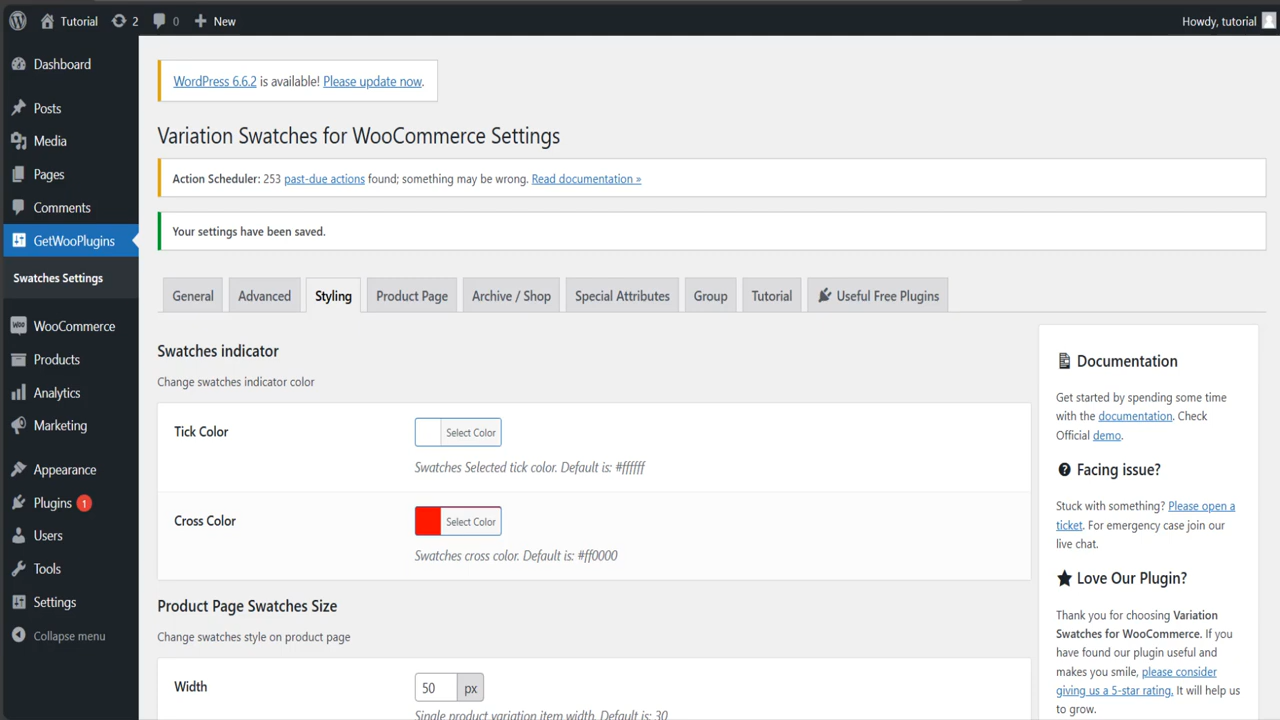 Tutorial
2
0
New
Howdy, tutorial
Dashboard
Posts
Media
Pages
Comments
GetWooPlugins
Swatches Settings
WooCommerce
Products
Analytics
Marketing
Appearance
Plugins 1
Users
Tools
Settings
Collapse menu
WordPress 6.6.2 is available! Please update now.
Variation Swatches for WooCommerce Settings
Action Scheduler: 253 past-due actions found; something may be wrong. Read documentation »
Your settings have been saved.
General
Advanced
Styling
Product Page
Archive / Shop
Special Attributes
Group
Tutorial
Useful Free Plugins
Swatches indicator
Change swatches indicator color
Tick Color
Select Color
Swatches Selected tick color. Default is: #ffffff
Cross Color
Select Color
Swatches cross color. Default is: #ff0000
Product Page Swatches Size
Change swatches style on product page
Width
50 px
Single product variation item width. Default is: 30
Documentation
Get started by spending some time
with the documentation. Check
Official demo.
Facing issue?
Stuck with something? Please open a
ticket. For emergency case join our
live chat.
Love Our Plugin?
Thank you for choosing Variation
Swatches for WooCommerce. If you
have found our plugin useful and
makes you smile, please consider
giving us a 5-star rating. It will help us
to grow.